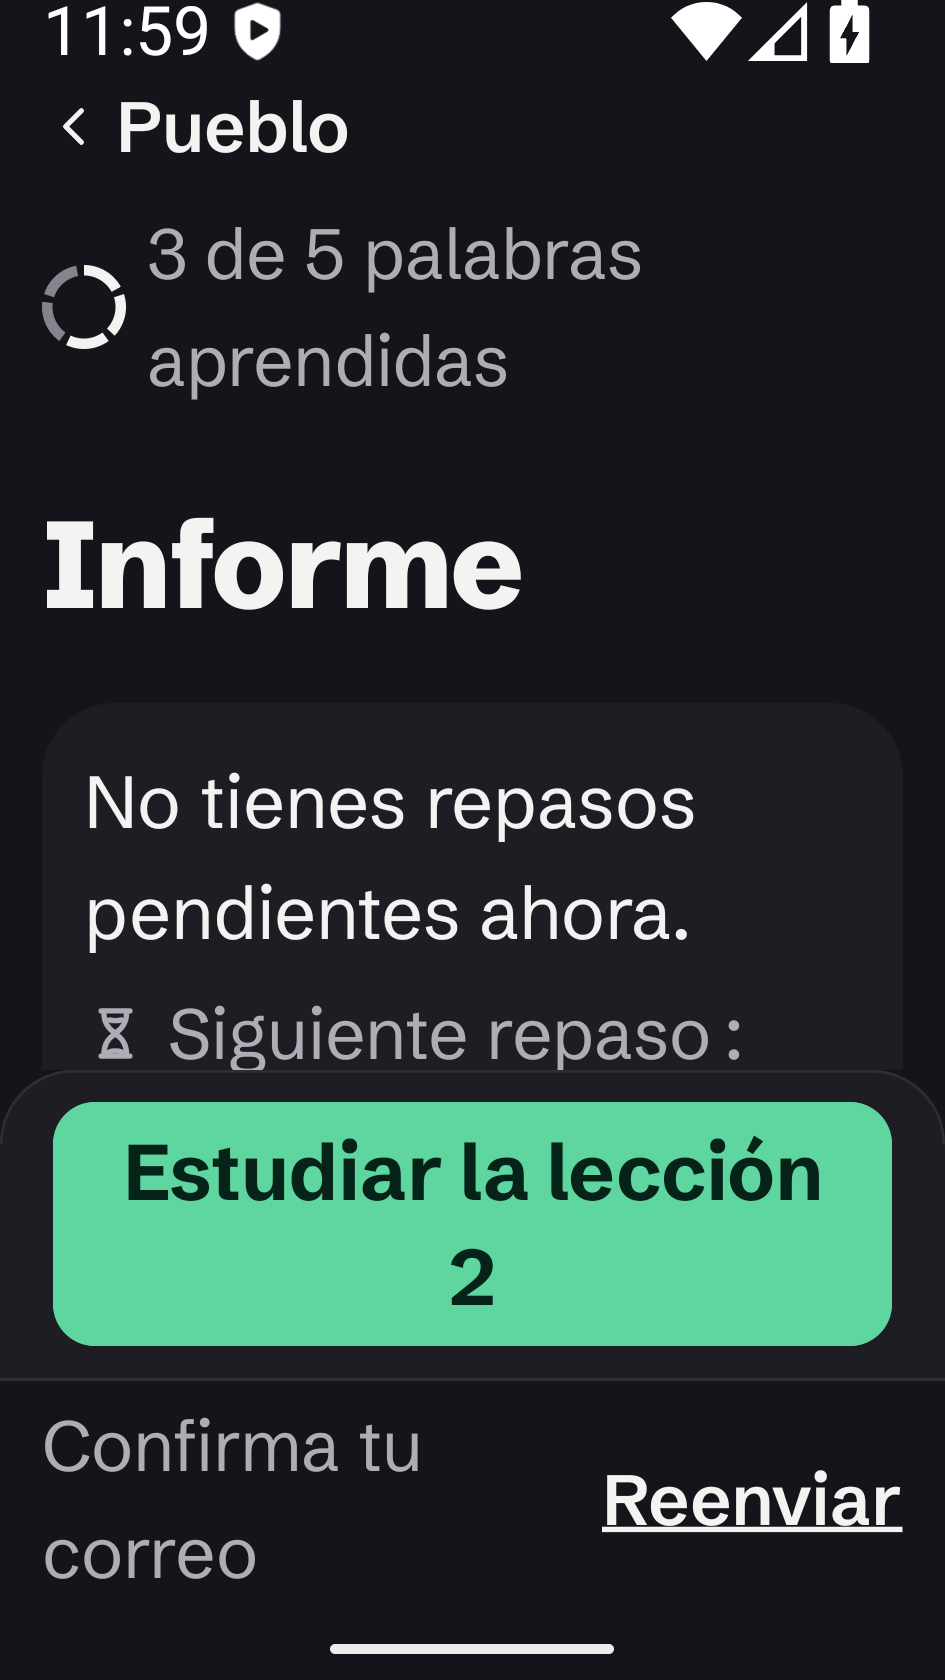 11:59
Pueblo
3 de 5 palabras
aprendidas
Informe
No tienes repasos
pendientes ahora.
Siguiente repaso :
Estudiar la lección
2
Confirma tu
correo
Reenviar